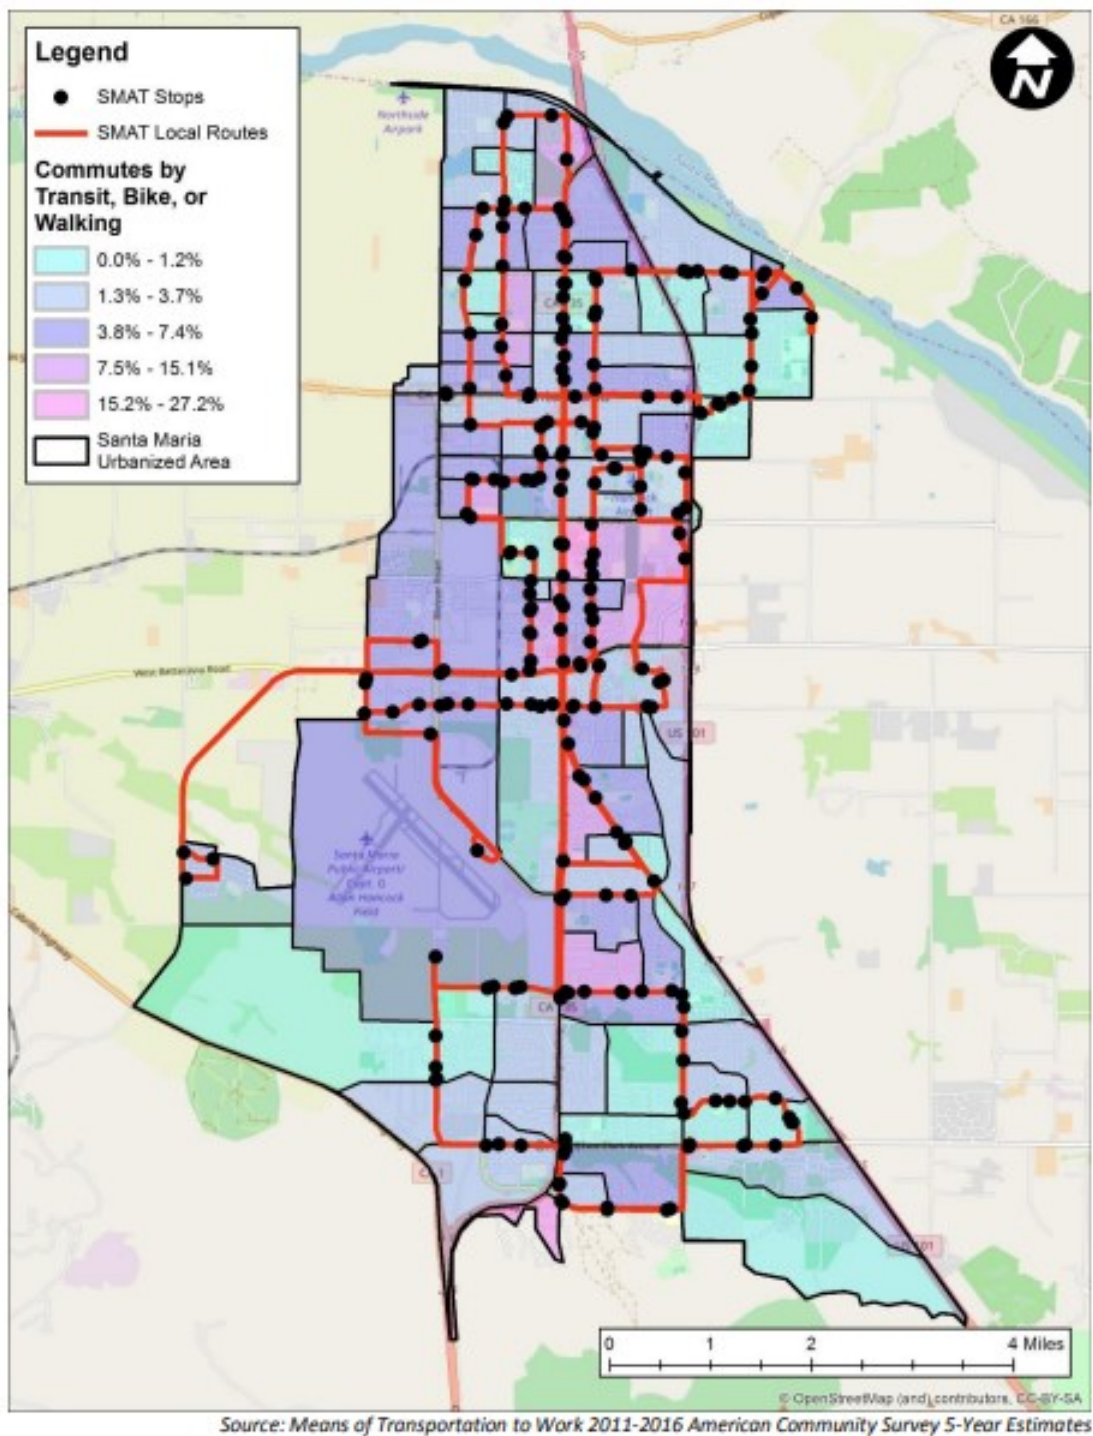 CA 166
Legend
SMAT Stops
SMAT Local Routes
Commutes by
Transit, Bike, or
Walking
0.0% - 1.2%
1.3% - 3.7%
3.8% - 7.4%
7.5% - 15.1%
15.2% - 27.2%
Santa Maria
Urbanized Area
N
Northside
Airpark
West Betteravia Road
US 101
Santa Maria
Public Airport/
Capt. G
Allan Hancock
Field
Cabrillo Highway
CA 1
0 1 2 4 Miles
© OpenStreetMap (and) contributors, CC-BY-SA
Source: Means of Transportation to Work 2011-2016 American Community Survey 5-Year Estimates